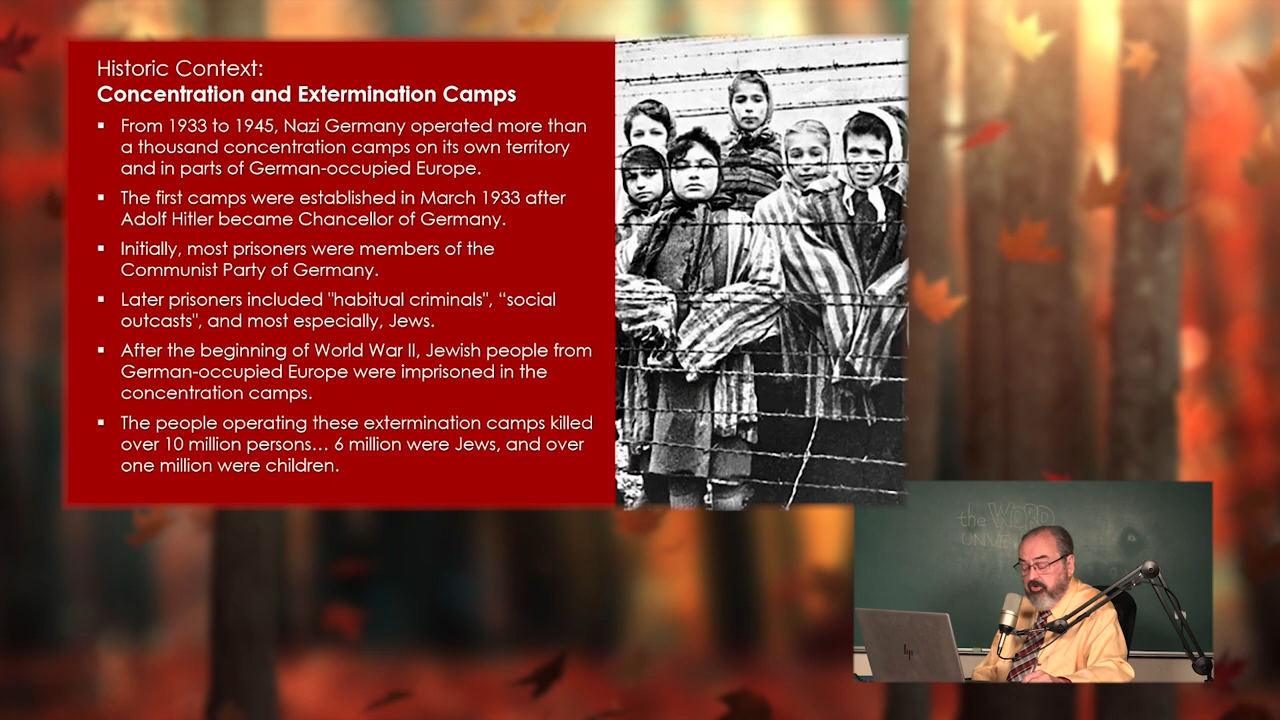 Historic Context:
Concentration and Extermination Camps
▪ From 1933 to 1945, Nazi Germany operated more than
a thousand concentration camps on its own territory
and in parts of German-occupied Europe.
▪ The first camps were established in March 1933 after
Adolf Hitler became Chancellor of Germany.
▪ Initially, most prisoners were members of the
Communist Party of Germany.
▪ Later prisoners included "habitual criminals", “social
outcasts", and most especially, Jews.
▪ After the beginning of World War II, Jewish people from
German-occupied Europe were imprisoned in the
concentration camps.
▪ The people operating these extermination camps killed
over 10 million persons… 6 million were Jews, and over
one million were children.
the WORD
hp